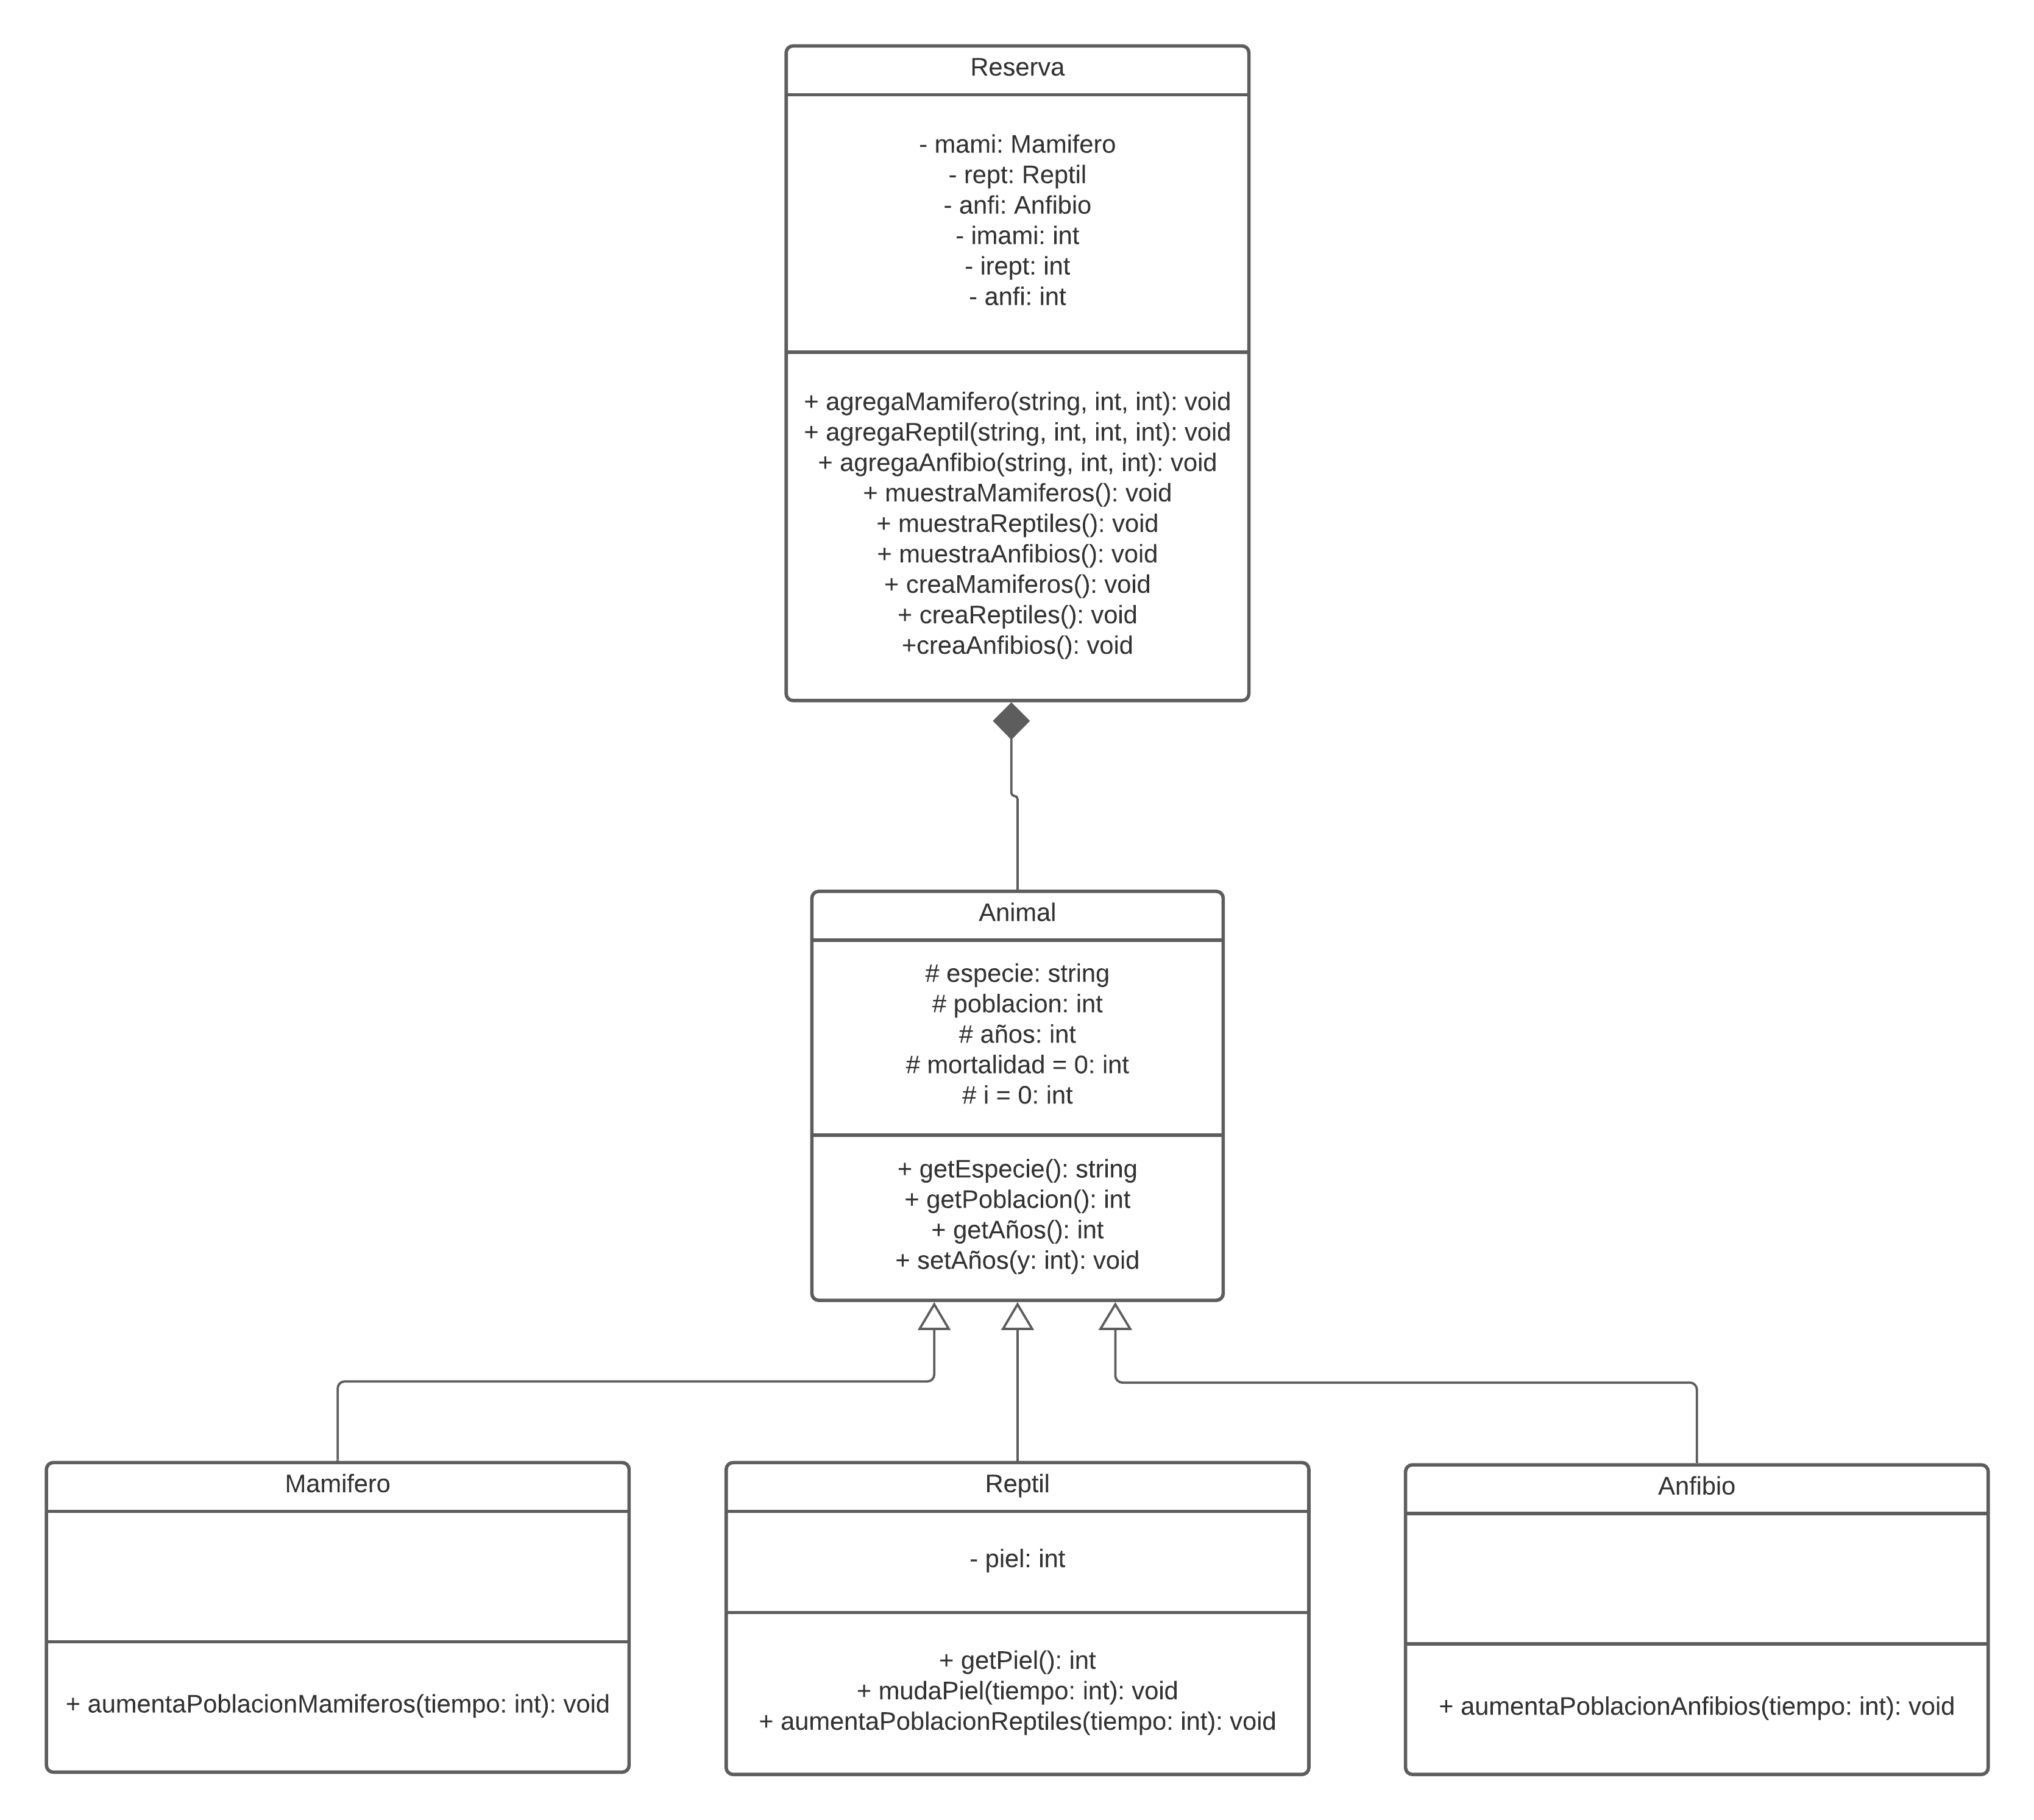 Reserva
- mami: Mamifero
- rept: Reptil
- anfi: Anfibio
- imami: int
- irept: int
- anfi: int
+ agregaMamifero(string, int, int): void
+ agregaReptil(string, int, int, int): void
+ agregaAnfibio(string, int, int): void
+ muestraMamiferos(): void
+ muestraReptiles(): void
+ muestraAnfibios(): void
+ creaMamiferos(): void
+ creaReptiles(): void
+creaAnfibios(): void
Animal
# especie: string
# poblacion: int
# años: int
# mortalidad = 0: int
# i = 0: int
+ getEspecie(): string
+ getPoblacion(): int
+ getAños(): int
+ setAños(y: int): void
Mamifero
+ aumentaPoblacionMamiferos(tiempo: int): void
Reptil
- piel: int
+ getPiel(): int
+ mudaPiel(tiempo: int): void
+ aumentaPoblacionReptiles(tiempo: int): void
Anfibio
+ aumentaPoblacionAnfibios(tiempo: int): void